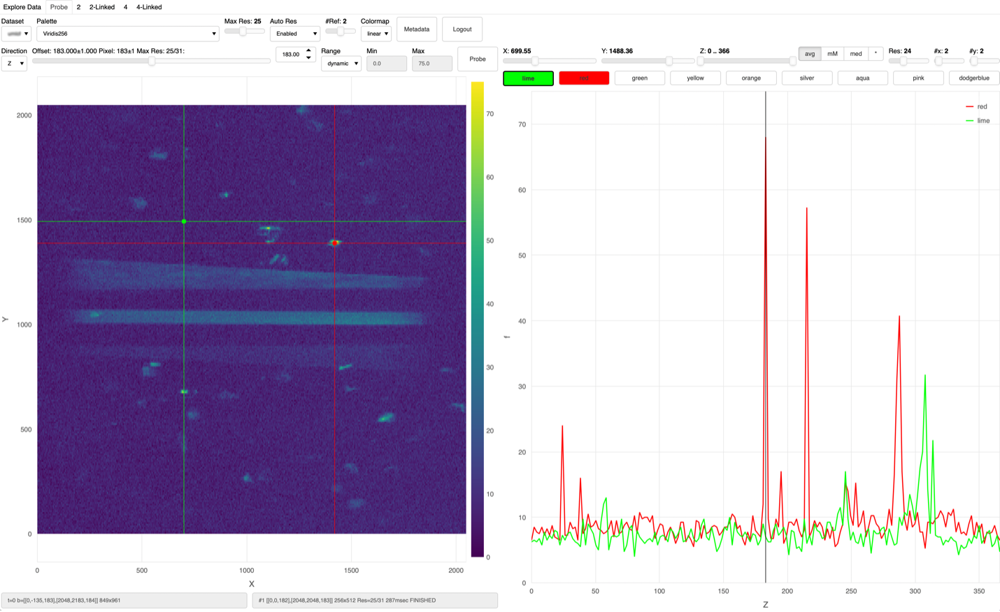 Explore Data Probe 2 2-Linked 4 4-Linked
Dataset Palette Max Res: 25 Auto Res #Ref: 2 Colormap
Viridis256 Enabled linear Metadata Logout
Direction Offset: 183.000±1.000 Pixel: 183±1 Max Res: 25/31: Range Min Max
Z 183.00 dynamic 0.0 75.0 Probe
X: 699.55 Y: 1488.36 Z: 0 .. 366 avg mM med * Res: 24 #x: 2 #y: 2
lime red green yellow orange silver aqua pink dodgerblue
2000
1500
1000
500
0
Y
0 500 1000 1500 2000
X
70
60
50
40
30
20
10
0
red
lime
70
60
50
40
30
20
10
0
f
0 50 100 150 200 250 300 350
Z
t=0 b=[[0,-135,183],[2048,2183,184]] 849x961
#1 [[0,0,182],[2048,2048,183]] 256x512 Res=25/31 287msec FINISHED